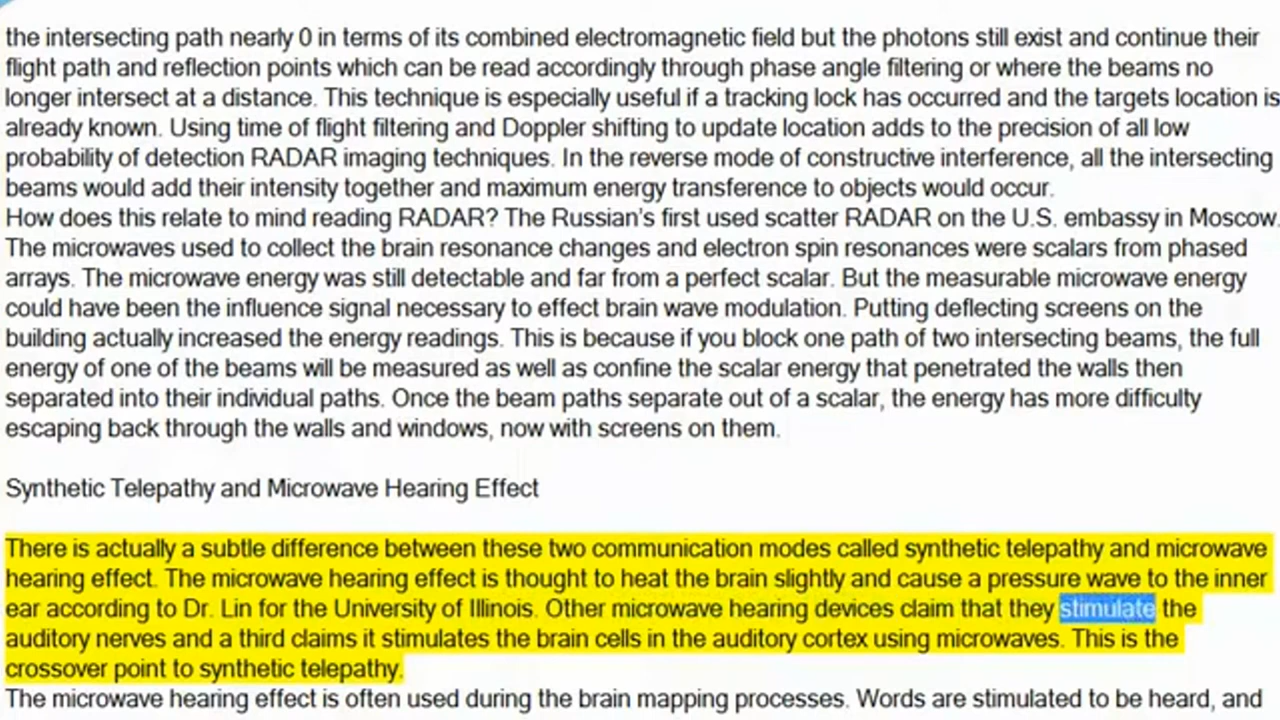 the intersecting path nearly 0 in terms of its combined electromagnetic field but the photons still exist and continue their
flight path and reflection points which can be read accordingly through phase angle filtering or where the beams no
longer intersect at a distance. This technique is especially useful if a tracking lock has occurred and the targets location is
already known. Using time of flight filtering and Doppler shifting to update location adds to the precision of all low
probability of detection RADAR imaging techniques. In the reverse mode of constructive interference, all the intersecting
beams would add their intensity together and maximum energy transference to objects would occur.
How does this relate to mind reading RADAR? The Russian's first used scatter RADAR on the U.S. embassy in Moscow.
The microwaves used to collect the brain resonance changes and electron spin resonances were scalars from phased
arrays. The microwave energy was still detectable and far from a perfect scalar. But the measurable microwave energy
could have been the influence signal necessary to effect brain wave modulation. Putting deflecting screens on the
building actually increased the energy readings. This is because if you block one path of two intersecting beams, the full
energy of one of the beams will be measured as well as confine the scalar energy that penetrated the walls then
separated into their individual paths. Once the beam paths separate out of a scalar, the energy has more difficulty
escaping back through the walls and windows, now with screens on them.
Synthetic Telepathy and Microwave Hearing Effect
There is actually a subtle difference between these two communication modes called synthetic telepathy and microwave
hearing effect. The microwave hearing effect is thought to heat the brain slightly and cause a pressure wave to the inner
ear according to Dr. Lin for the University of Illinois. Other microwave hearing devices claim that they stimulate the
auditory nerves and a third claims it stimulates the brain cells in the auditory cortex using microwaves. This is the
crossover point to synthetic telepathy.
The microwave hearing effect is often used during the brain mapping processes. Words are stimulated to be heard, and